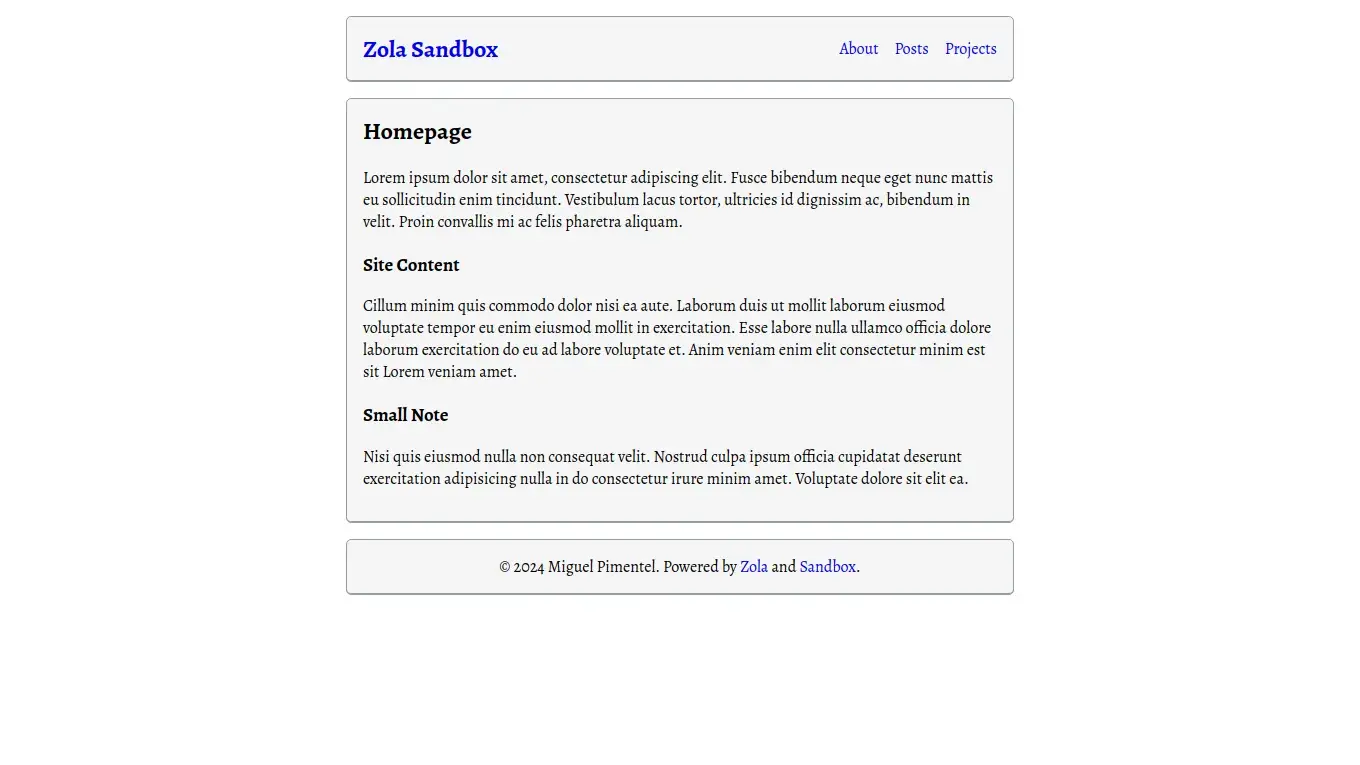 Zola Sandbox
About Posts Projects
Homepage
Lorem ipsum dolor sit amet, consectetur adipiscing elit. Fusce bibendum neque eget nunc mattis
eu sollicitudin enim tincidunt. Vestibulum lacus tortor, ultricies id dignissim ac, bibendum in
velit. Proin convallis mi ac felis pharetra aliquam.
Site Content
Cillum minim quis commodo dolor nisi ea aute. Laborum duis ut mollit laborum eiusmod
voluptate tempor eu enim eiusmod mollit in exercitation. Esse labore nulla ullamco officia dolore
laborum exercitation do eu ad labore voluptate et. Anim veniam enim elit consectetur minim est
sit Lorem veniam amet.
Small Note
Nisi quis eiusmod nulla non consequat velit. Nostrud culpa ipsum officia cupidatat deserunt
exercitation adipisicing nulla in do consectetur irure minim amet. Voluptate dolore sit elit ea.
© 2024 Miguel Pimentel. Powered by Zola and Sandbox.